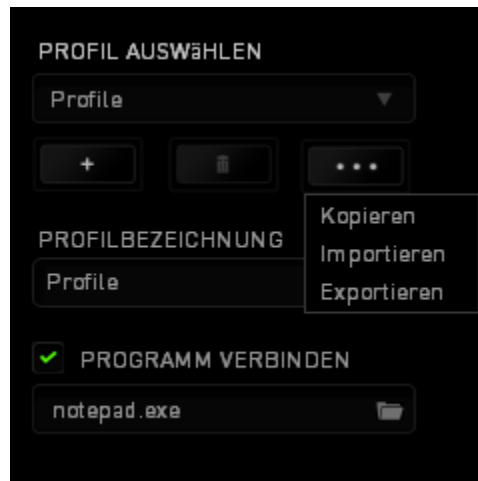 PROFIL AUSWäHLEN
Profile
+
...
Kopieren
PROFILBEZEICHNUNG
Importieren
Profile
Exportieren
PROGRAMM VERBINDEN
notepad.exe